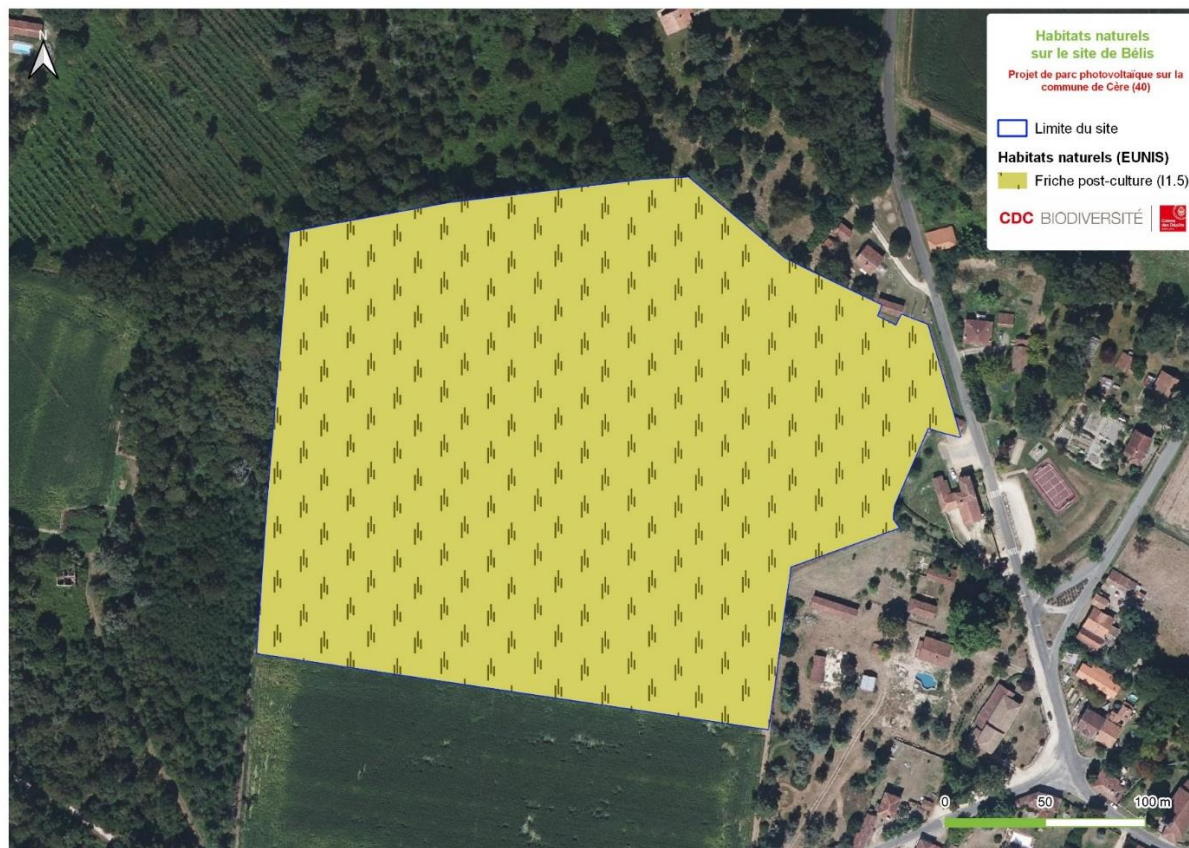 N
Habitats naturels
sur le site de Bélis
Projet de parc photovoltaïque sur la
commune de Cère (40)
Limite du site
Habitats naturels (EUNIS)
Friche post-culture (I1.5)
CDC BIODIVERSITÉ
0 50 100 m